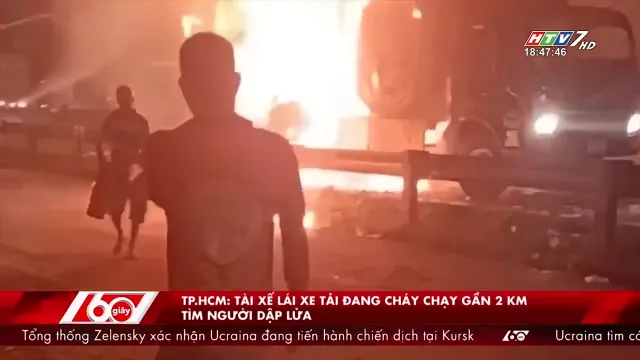 HTV7 HD
18:47:46
60 giây
TP.HCM: TÀI XẾ LÁI XE TẢI ĐANG CHÁY CHẠY GẦN 2 KM
TÌM NGƯỜI DẬP LỬA
Tổng thống Zelensky xác nhận Ucraina đang tiến hành chiến dịch tại Kursk 60 Ucraina tìm cá